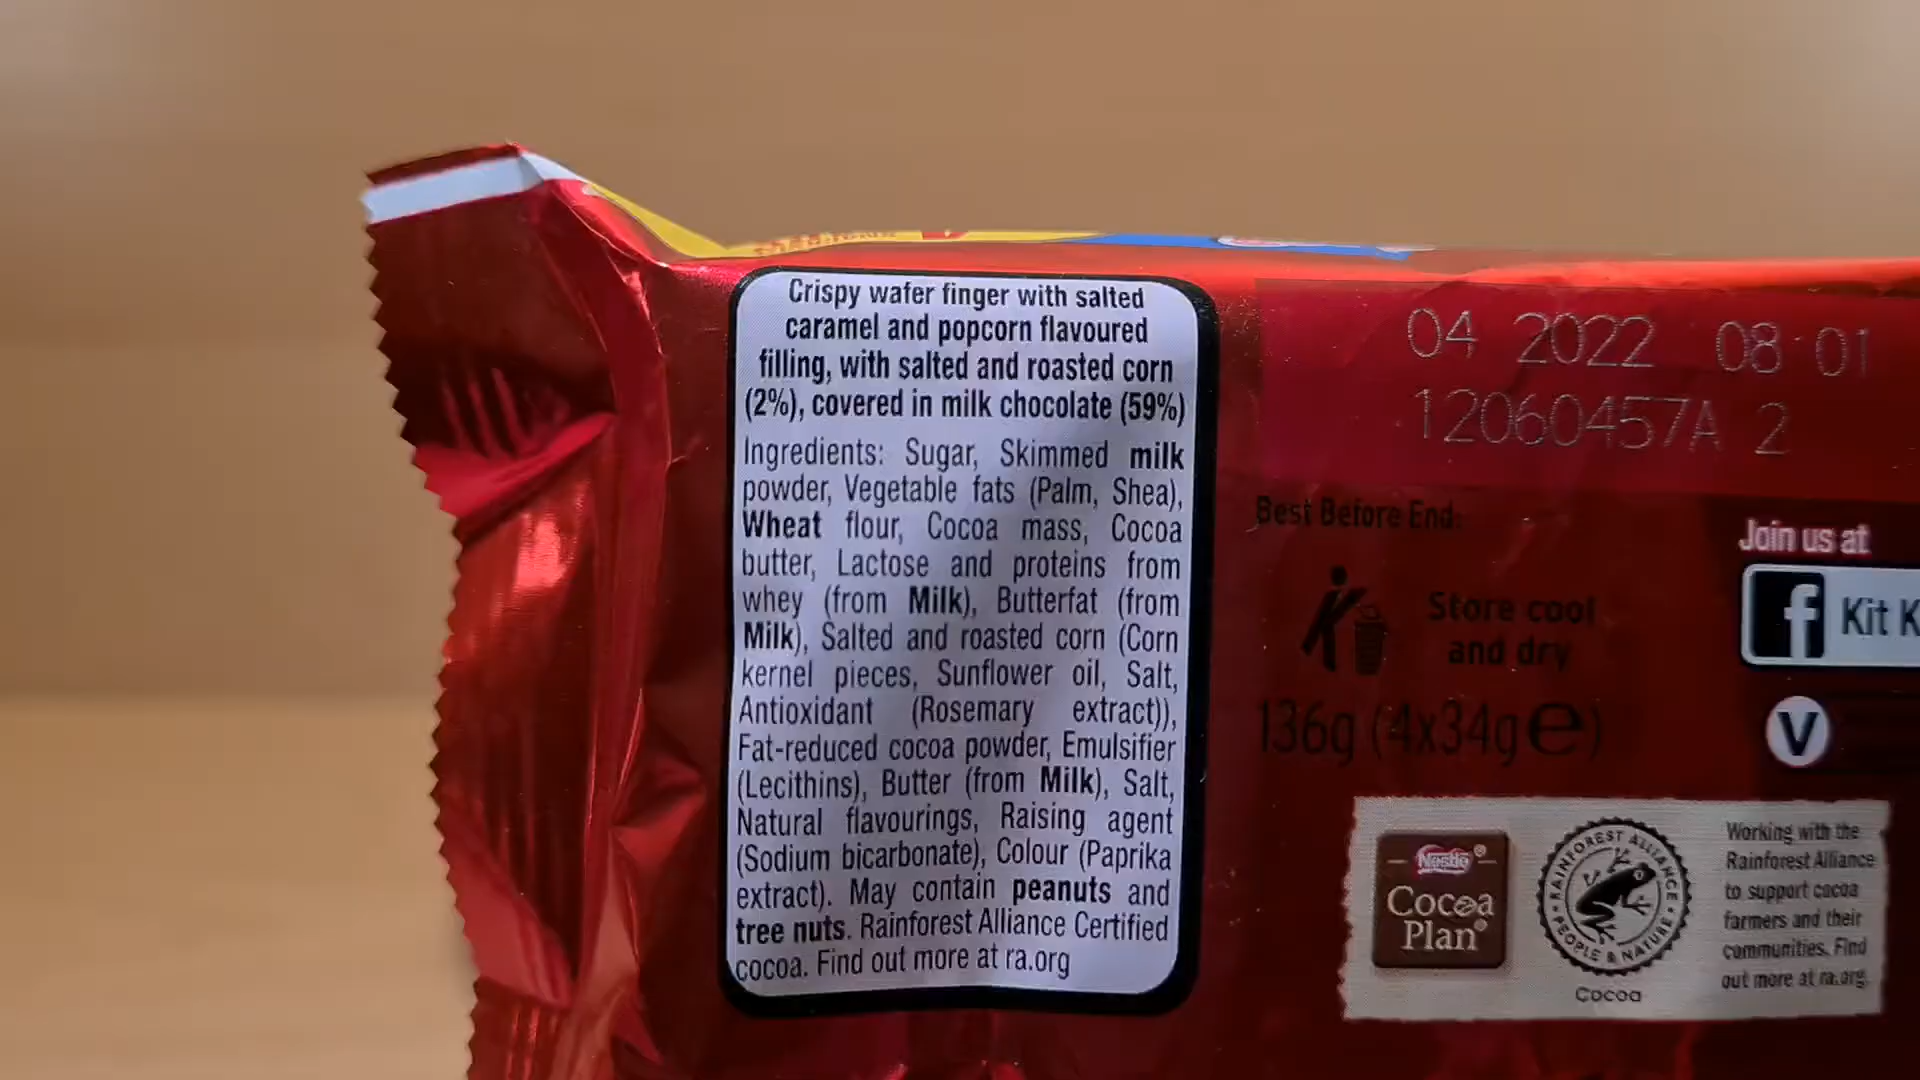 Crispy wafer finger with salted
caramel and popcorn flavoured
filling, with salted and roasted corn
(2%), covered in milk chocolate (59%)
Ingredients: Sugar, Skimmed milk
powder, Vegetable fats (Palm, Shea),
Wheat flour, Cocoa mass, Cocoa
butter, Lactose and proteins from
whey (from Milk), Butterfat (from
Milk), Salted and roasted corn (Corn
kernel pieces, Sunflower oil, Salt,
Antioxidant (Rosemary extract)),
Fat-reduced cocoa powder, Emulsifier
(Lecithins), Butter (from Milk), Salt,
Natural flavourings, Raising agent
(Sodium bicarbonate), Colour (Paprika
extract). May contain peanuts and
tree nuts. Rainforest Alliance Certified
cocoa. Find out more at ra.org
04 2022 08:01
12060457A 2
Best Before End:
Store cool
and dry
136g (4x34g℮)
Join us at
f Kit K
V
Nestlé®
Cocoa
Plan®
RAINFOREST ALLIANCE
PEOPLE & NATURE
Cocoa
Working with the
Rainforest Alliance
to support cocoa
farmers and their
communities. Find
out more at ra.org.